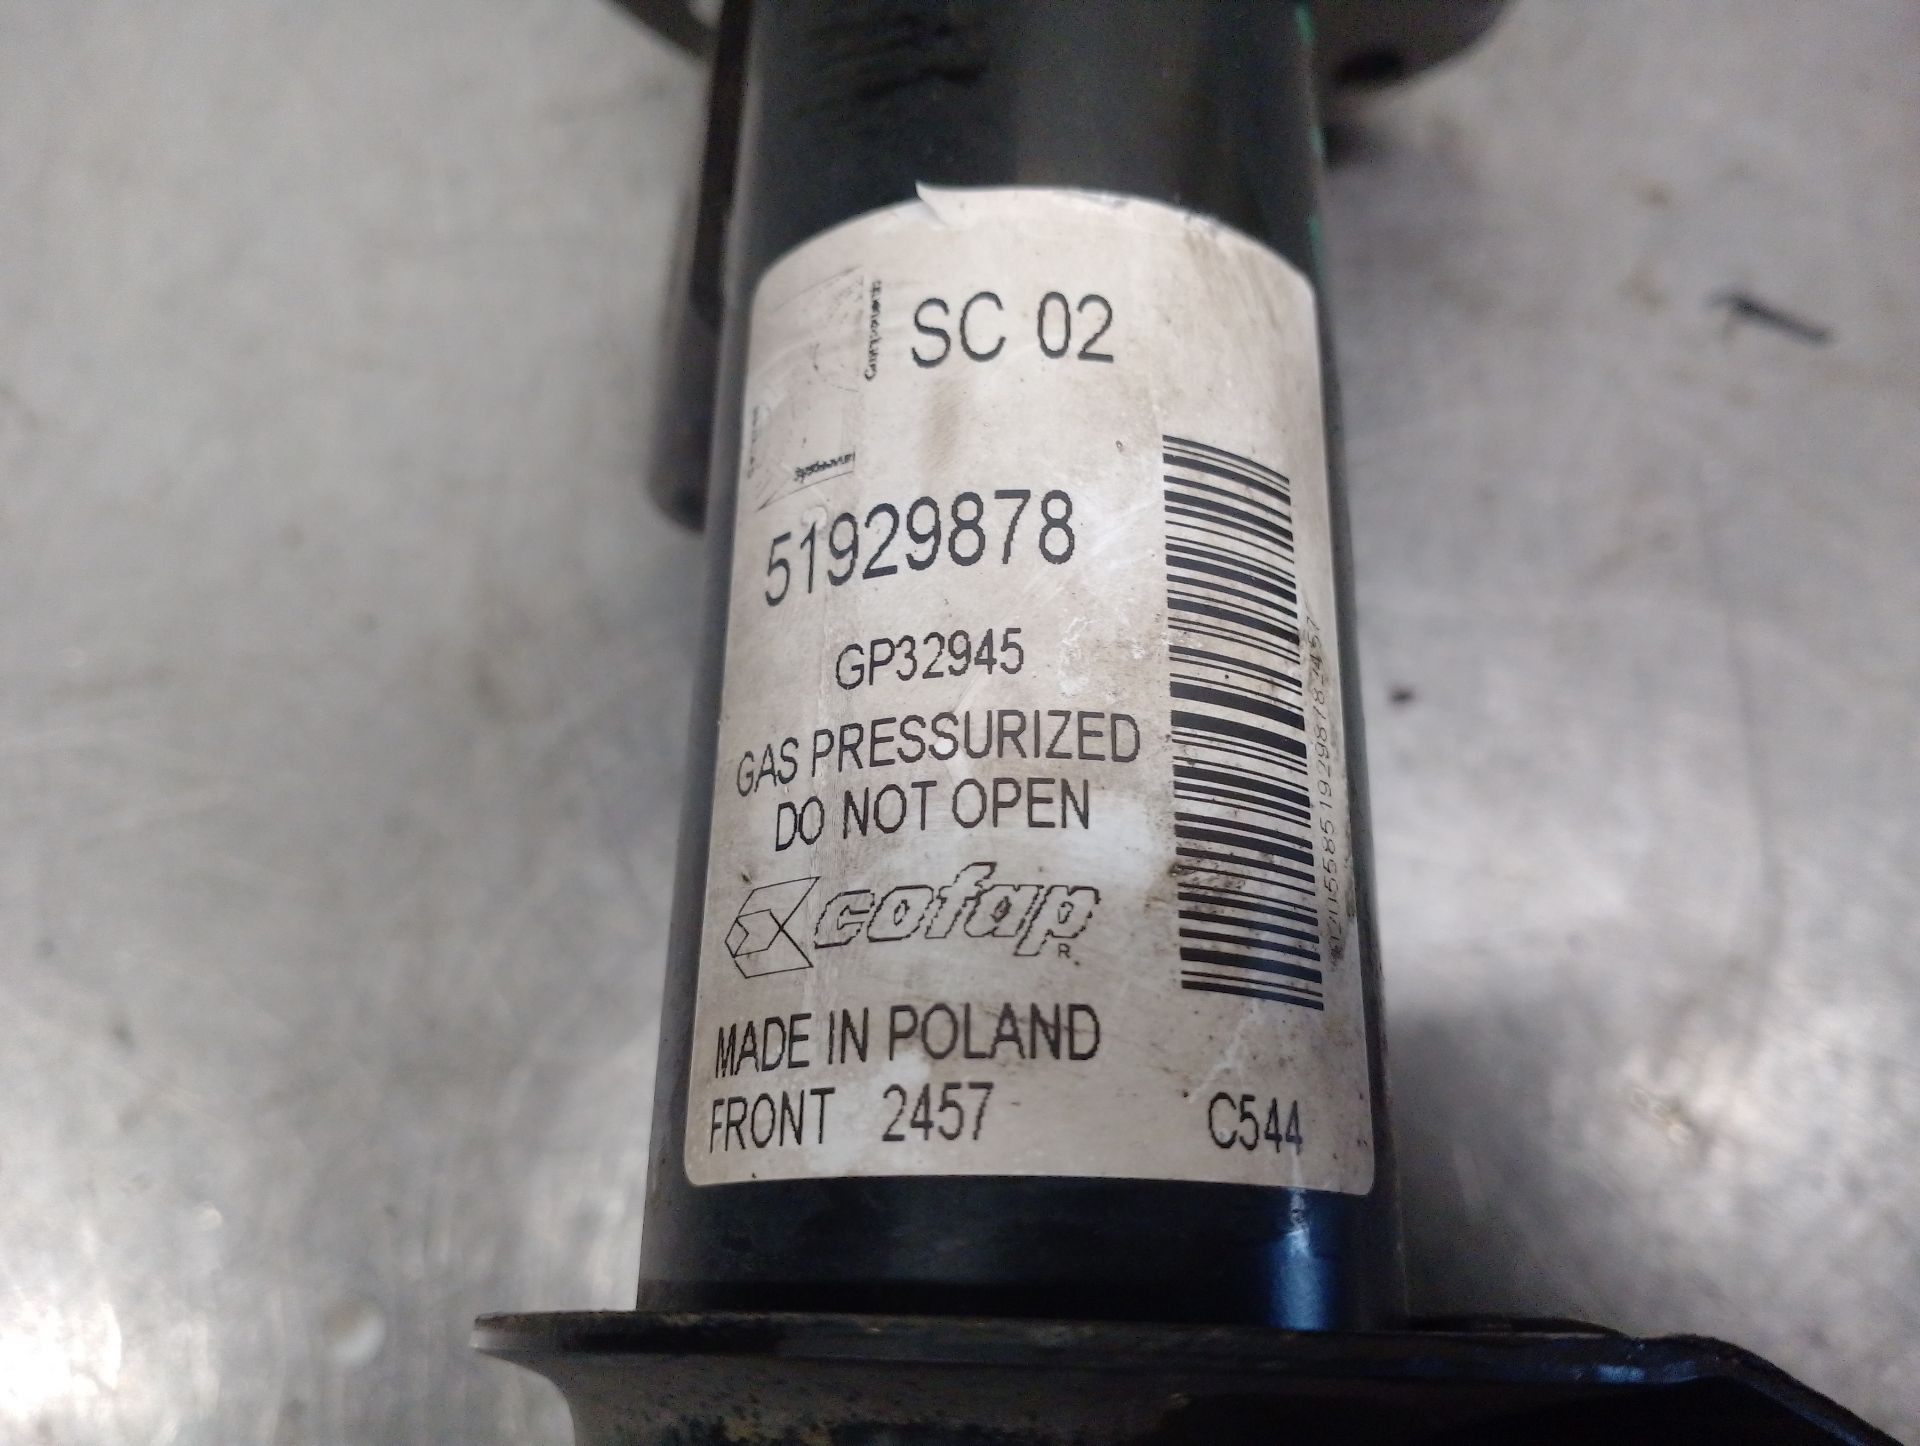 SC 02
51929878
GP32945
GAS PRESSURIZED
DO NOT OPEN
cofap
R.
MADE IN POLAND
FRONT 2457
C544